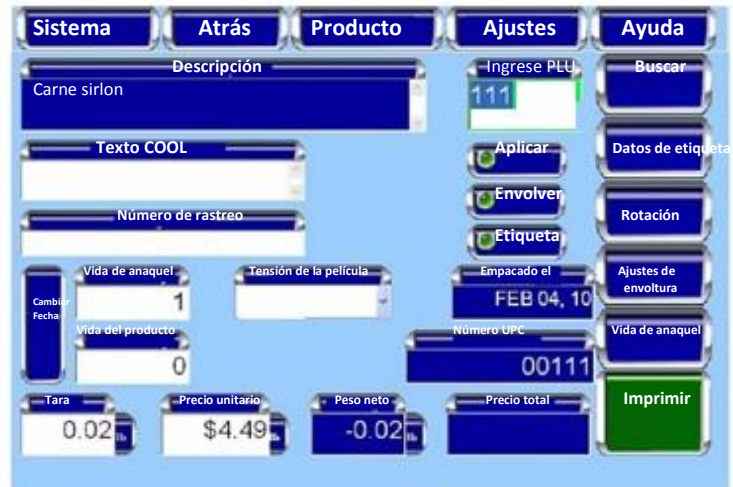 Sistema
Atrás
Producto
Ajustes
Ayuda
Descripción
Ingrese PLU
Buscar
Carne sirlon
111
Texto COOL
Aplicar
Datos de etiqueta
Envolver
Número de rastreo
Rotación
Etiqueta
Vida de anaquel
Tensión de la película
Empacado el
Ajustes de
envoltura
Cambiar
Fecha
1
FEB 04, 10
Vida del producto
Número UPC
Vida de anaquel
0
00111
Tara
Precio unitario
Peso neto
Precio total
Imprimir
0.02 lb
$4.49 lb
-0.02 lb